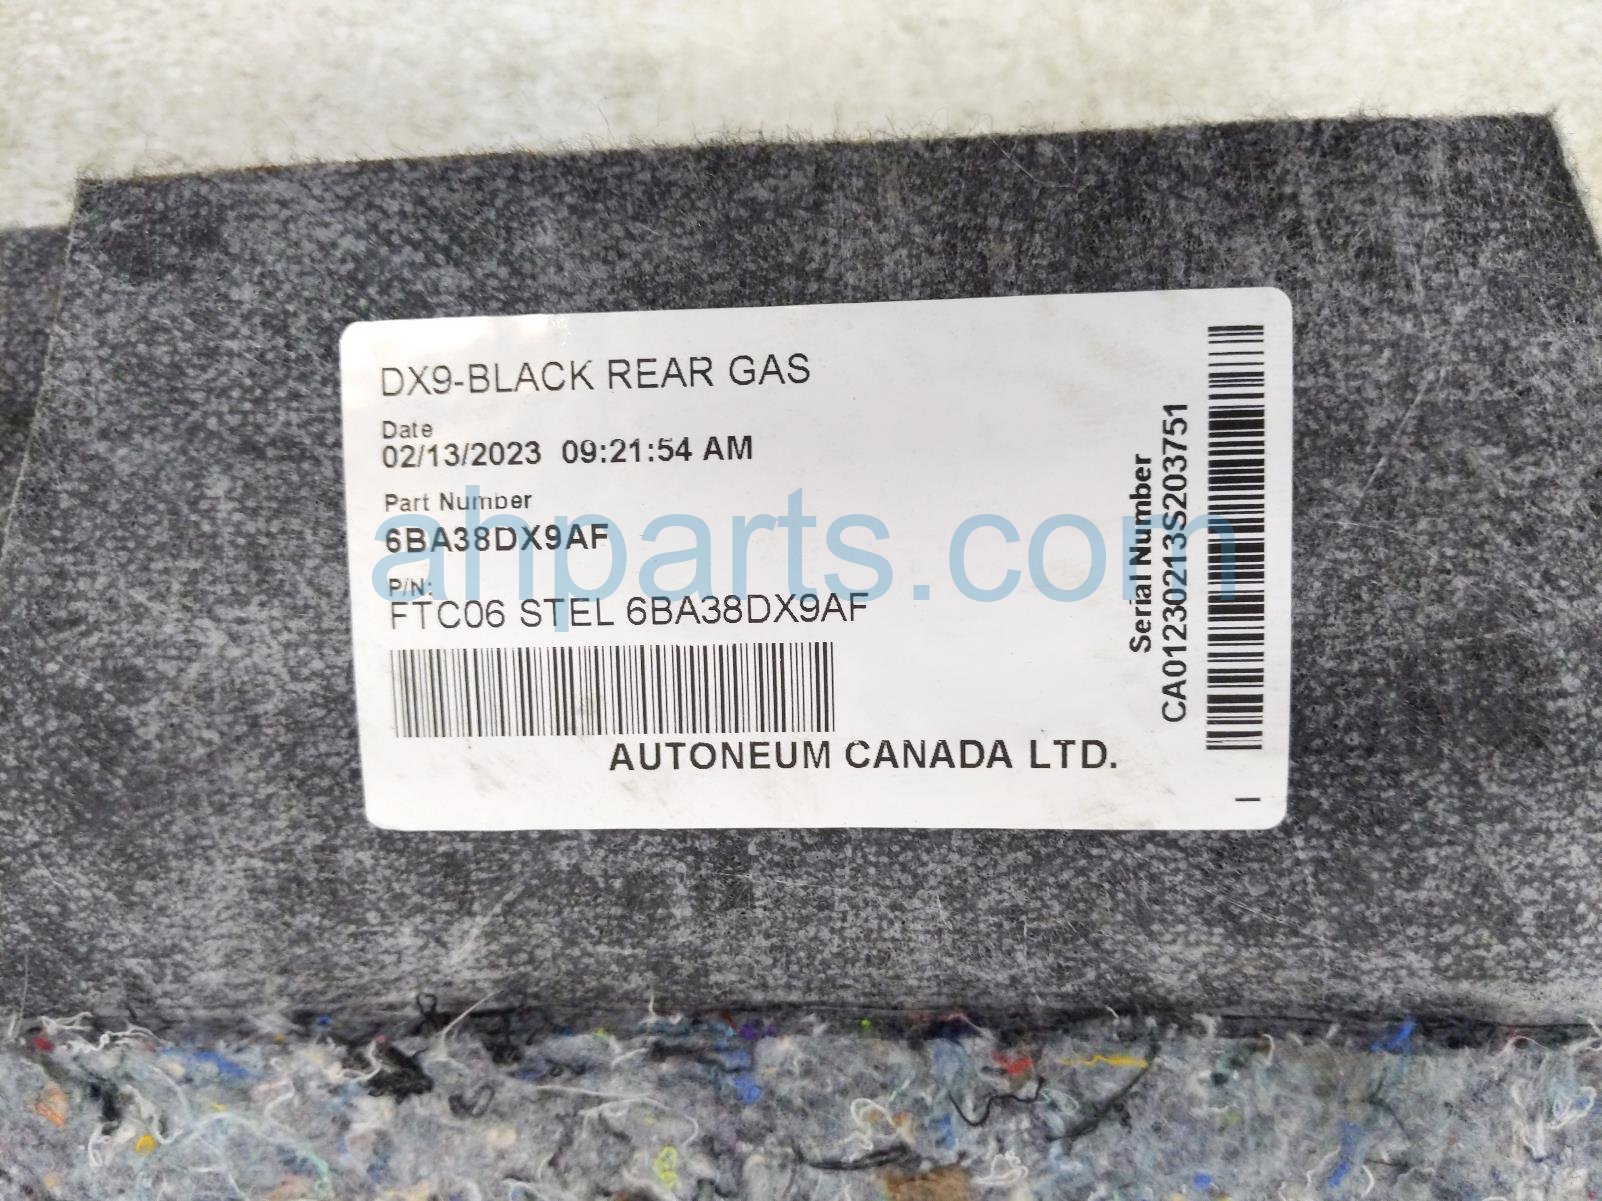 DX9-BLACK REAR GAS
Date
02/13/2023 09:21:54 AM
Part Number
6BA38DX9AF
P/N:
FTC06 STEL 6BA38DX9AF
AUTONEUM CANADA LTD.
Serial Number
CA01230213S203751
ahparts.com